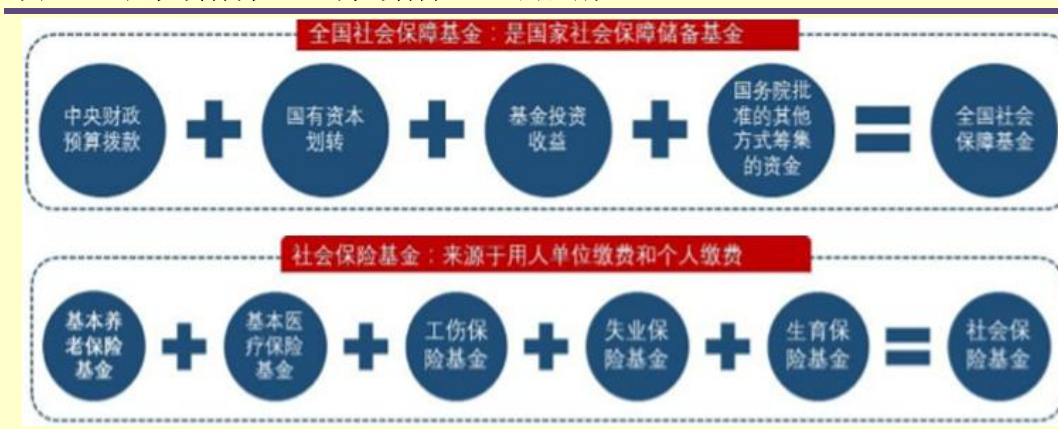 全国社会保障基金：是国家社会保障储备基金
中央财政
预算拨款
国有资本
划转
基金投资
收益
国务院批
准的其他
方式筹集
的资金
全国社会
保障基金
社会保险基金：来源于用人单位缴费和个人缴费
基本养
老保险
基金
基本医
疗保险
基金
工伤保
险基金
失业保
险基金
生育保
险基金
社会保
险基金